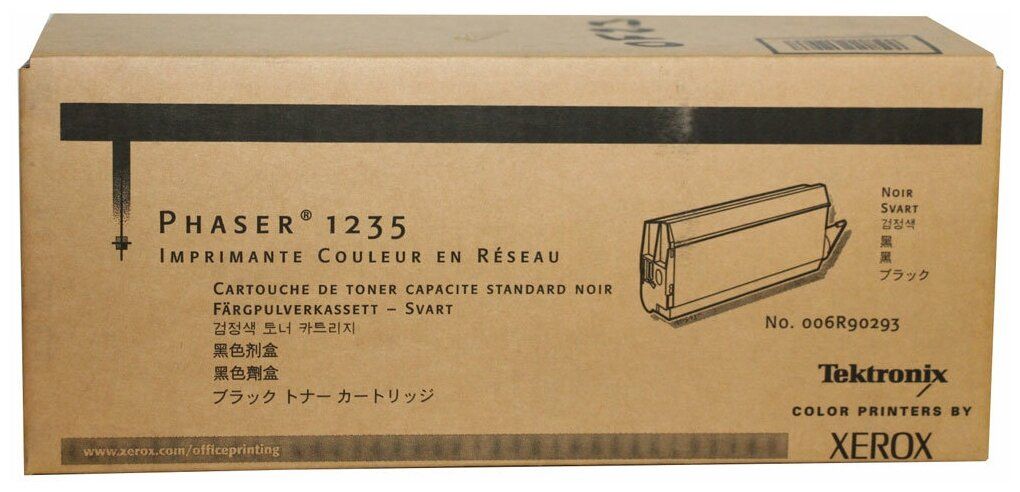 PHASER® 1235
IMPRIMANTE COULEUR EN RÉSEAU
CARTOUCHE DE TONER CAPACITE STANDARD NOIR
FÄRGPULVERKASSETT – SVART
검정색 토너 카트리지
黑色剂盒
黑色劑盒
ブラック トナー カートリッジ
NOIR
SVART
검정색
黑
黑
ブラック
No. 006R90293
Tektronix
COLOR PRINTERS BY
XEROX
www.xerox.com/officeprinting